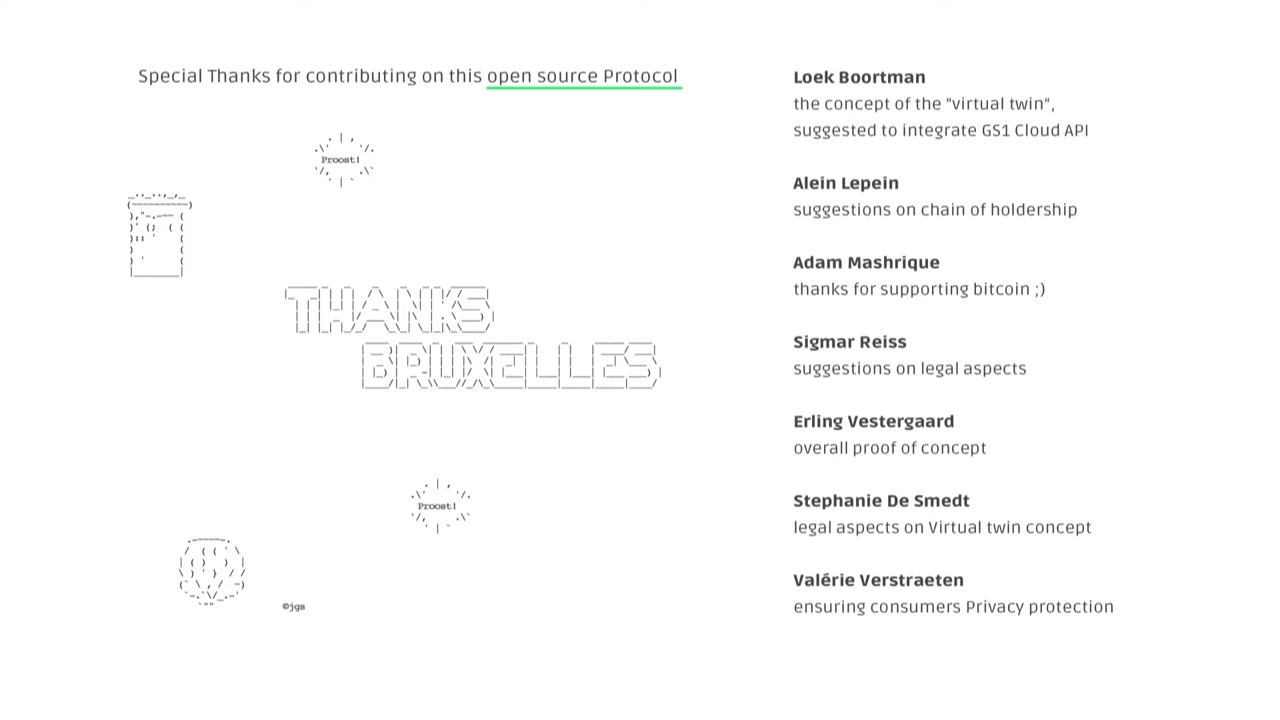 Special Thanks for contributing on this open source Protocol
Proost!
THANKS
BRUXELLES
Proost!
©jgs
Loek Boortman
the concept of the “virtual twin“,
suggested to integrate GS1 Cloud API
Alein Lepein
suggestions on chain of holdership
Adam Mashrique
thanks for supporting bitcoin ;)
Sigmar Reiss
suggestions on legal aspects
Erling Vestergaard
overall proof of concept
Stephanie De Smedt
legal aspects on Virtual twin concept
Valérie Verstraeten
ensuring consumers Privacy protection